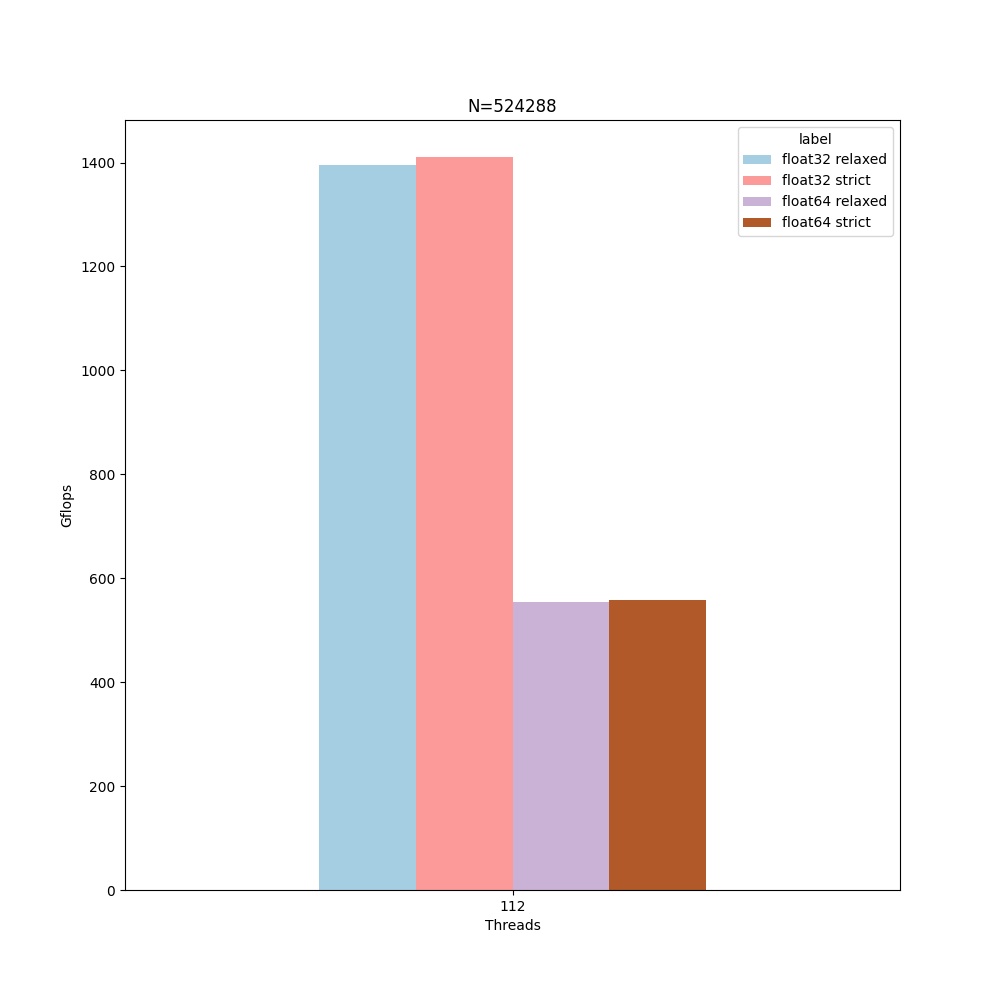 N=524288
label
float32 relaxed
float32 strict
float64 relaxed
float64 strict
1400
1200
1000
800
600
400
200
0
Gflops
112
Threads